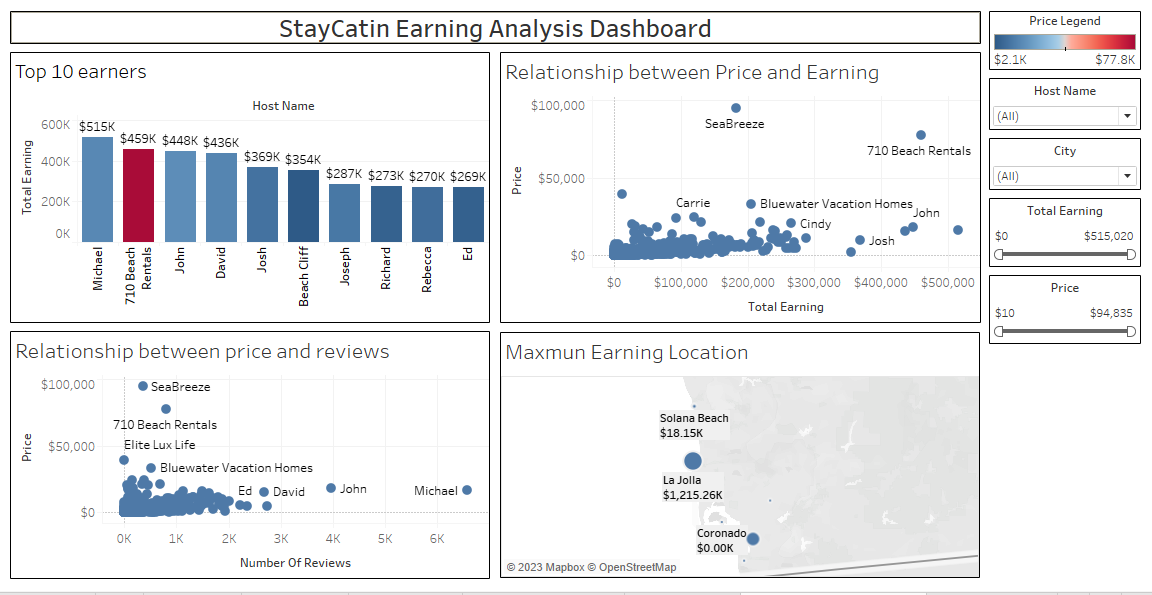 StayCatin Earning Analysis Dashboard
Top 10 earners
Host Name
Total Earning
600K
400K
200K
0K
$515K
$459K
$448K
$436K
$369K
$354K
$287K
$273K
$270K
$269K
Michael
710 Beach
Rentals
John
David
Josh
Beach Cliff
Joseph
Richard
Rebecca
Ed
Relationship between Price and Earning
Price
$100,000
$50,000
$0
SeaBreeze
710 Beach Rentals
Carrie
Bluewater Vacation Homes
John
Cindy
Josh
$0
$100,000
$200,000
$300,000
$400,000
$500,000
Total Earning
Relationship between price and reviews
Price
$100,000
$50,000
$0
SeaBreeze
710 Beach Rentals
Elite Lux Life
Bluewater Vacation Homes
Ed
David
John
Michael
0K
1K
2K
3K
4K
5K
6K
Number Of Reviews
Maxmun Earning Location
Solana Beach
$18.15K
La Jolla
$1,215.26K
Coronado
$0.00K
© 2023 Mapbox © OpenStreetMap
Price Legend
$2.1K
$77.8K
Host Name
(All)
City
(All)
Total Earning
$0
$515,020
Price
$10
$94,835